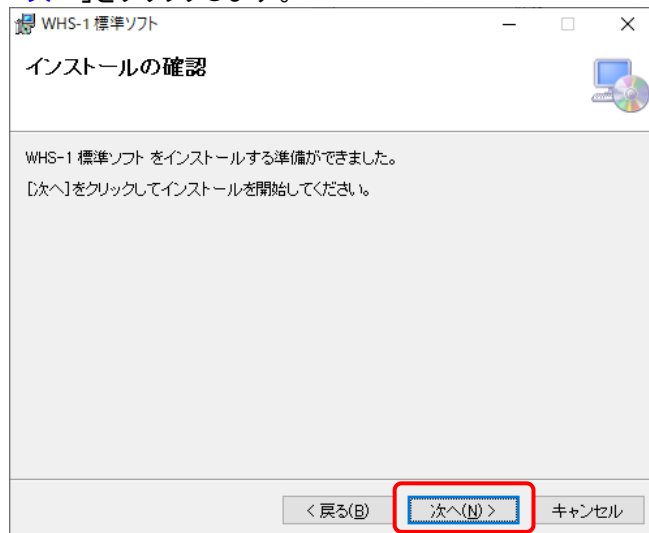 WHS-1 標準ソフト
インストールの確認
WHS-1 標準ソフト をインストールする準備ができました。
[次へ]をクリックしてインストールを開始してください。
< 戻る(B)
次へ(N) >
キャンセル